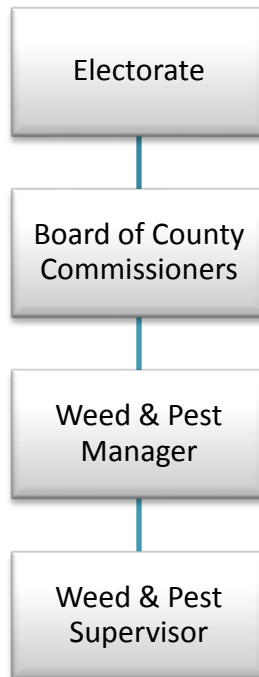 Electorate
Board of County
Commissioners
Weed & Pest
Manager
Weed & Pest
Supervisor